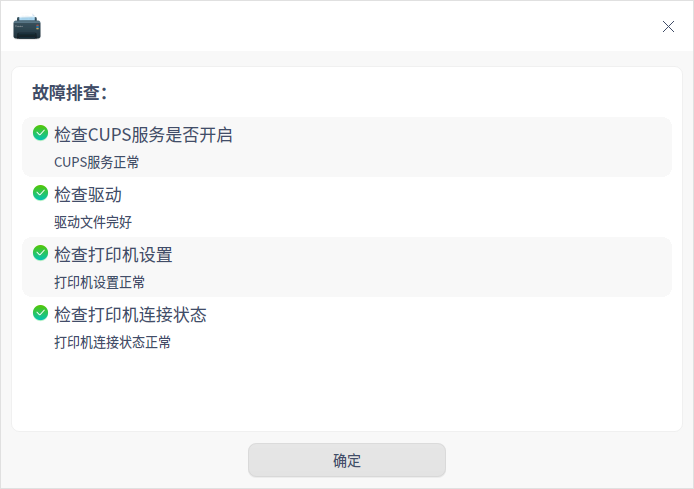 故障排查：
检查CUPS服务是否开启
CUPS服务正常
检查驱动
驱动文件完好
检查打印机设置
打印机设置正常
检查打印机连接状态
打印机连接状态正常
确定